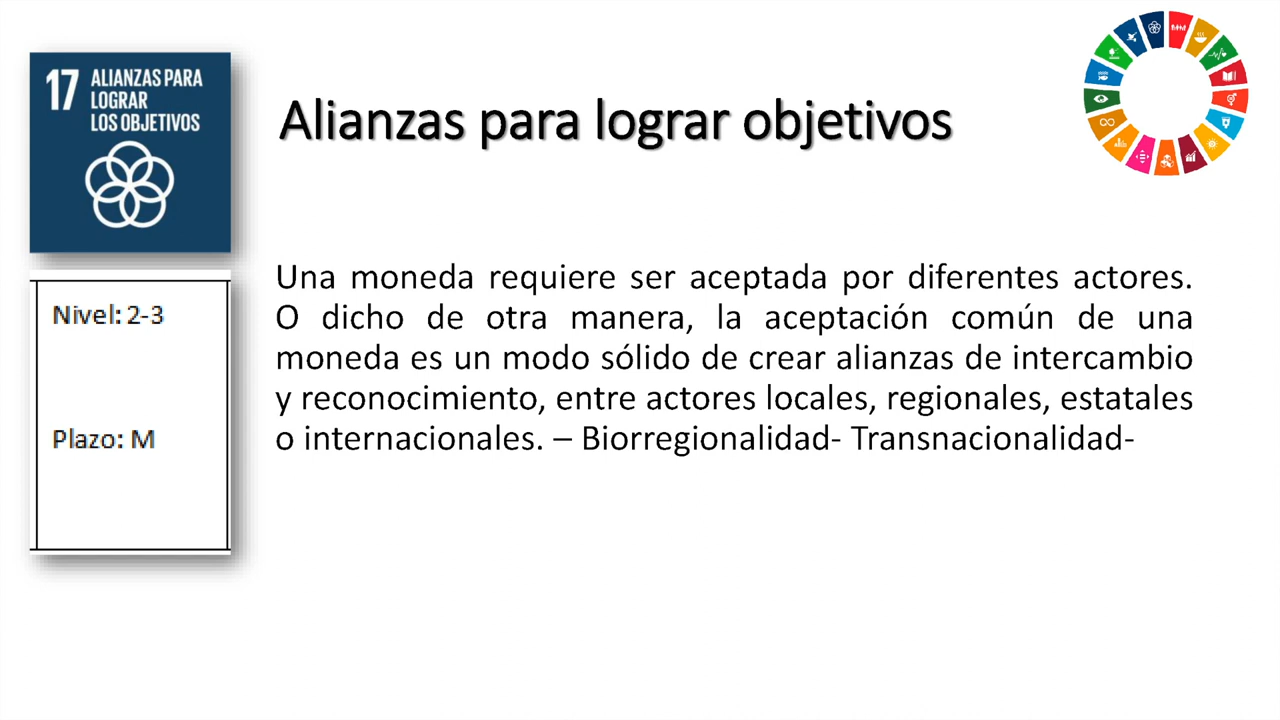 17 ALIANZAS PARA
LOGRAR
LOS OBJETIVOS
Alianzas para lograr objetivos
Nivel: 2-3
Plazo: M
Una moneda requiere ser aceptada por diferentes actores.
O dicho de otra manera, la aceptación común de una
moneda es un modo sólido de crear alianzas de intercambio
y reconocimiento, entre actores locales, regionales, estatales
o internacionales. – Biorregionalidad- Transnacionalidad-